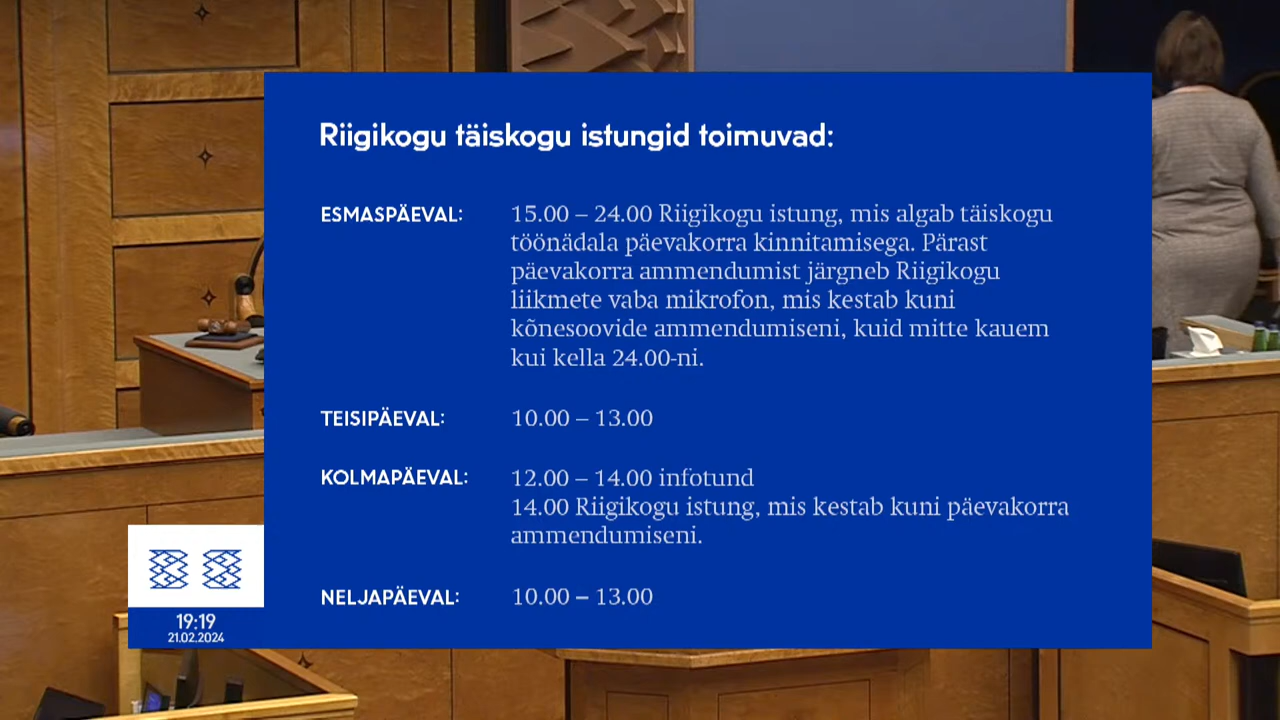 Riigikogu täiskogu istungid toimuvad:
ESMASPÄEVAL:
15.00 – 24.00 Riigikogu istung, mis algab täiskogu
töönädala päevakorra kinnitamisega. Pärast
päevakorra ammendumist järgneb Riigikogu
liikmete vaba mikrofon, mis kestab kuni
kõnesoovide ammendumiseni, kuid mitte kauem
kui kella 24.00-ni.
TEISIPÄEVAL:
10.00 – 13.00
KOLMAPÄEVAL:
12.00 – 14.00 infotund
14.00 Riigikogu istung, mis kestab kuni päevakorra
ammendumiseni.
NELJAPÄEVAL:
10.00 – 13.00
19:19
21.02.2024